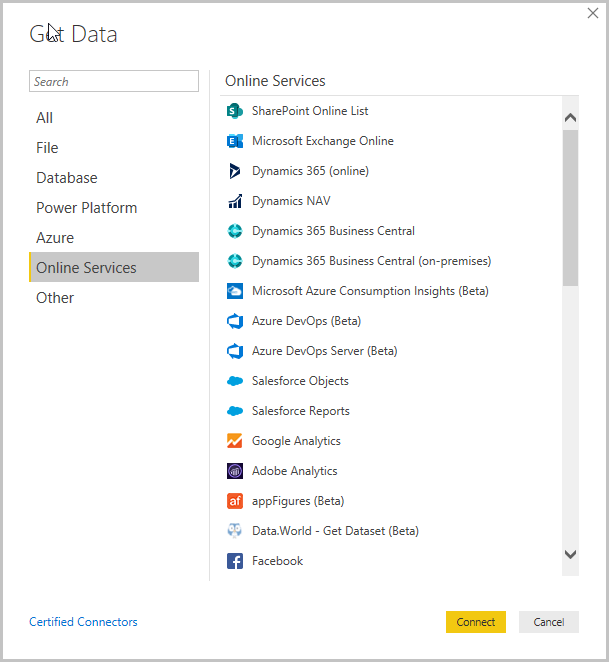 Get Data
Search
All
File
Database
Power Platform
Azure
Online Services
Other
Online Services
SharePoint Online List
Microsoft Exchange Online
Dynamics 365 (online)
Dynamics NAV
Dynamics 365 Business Central
Dynamics 365 Business Central (on-premises)
Microsoft Azure Consumption Insights (Beta)
Azure DevOps (Beta)
Azure DevOps Server (Beta)
Salesforce Objects
Salesforce Reports
Google Analytics
Adobe Analytics
af appFigures (Beta)
Data.World - Get Dataset (Beta)
Facebook
Certified Connectors
Connect
Cancel